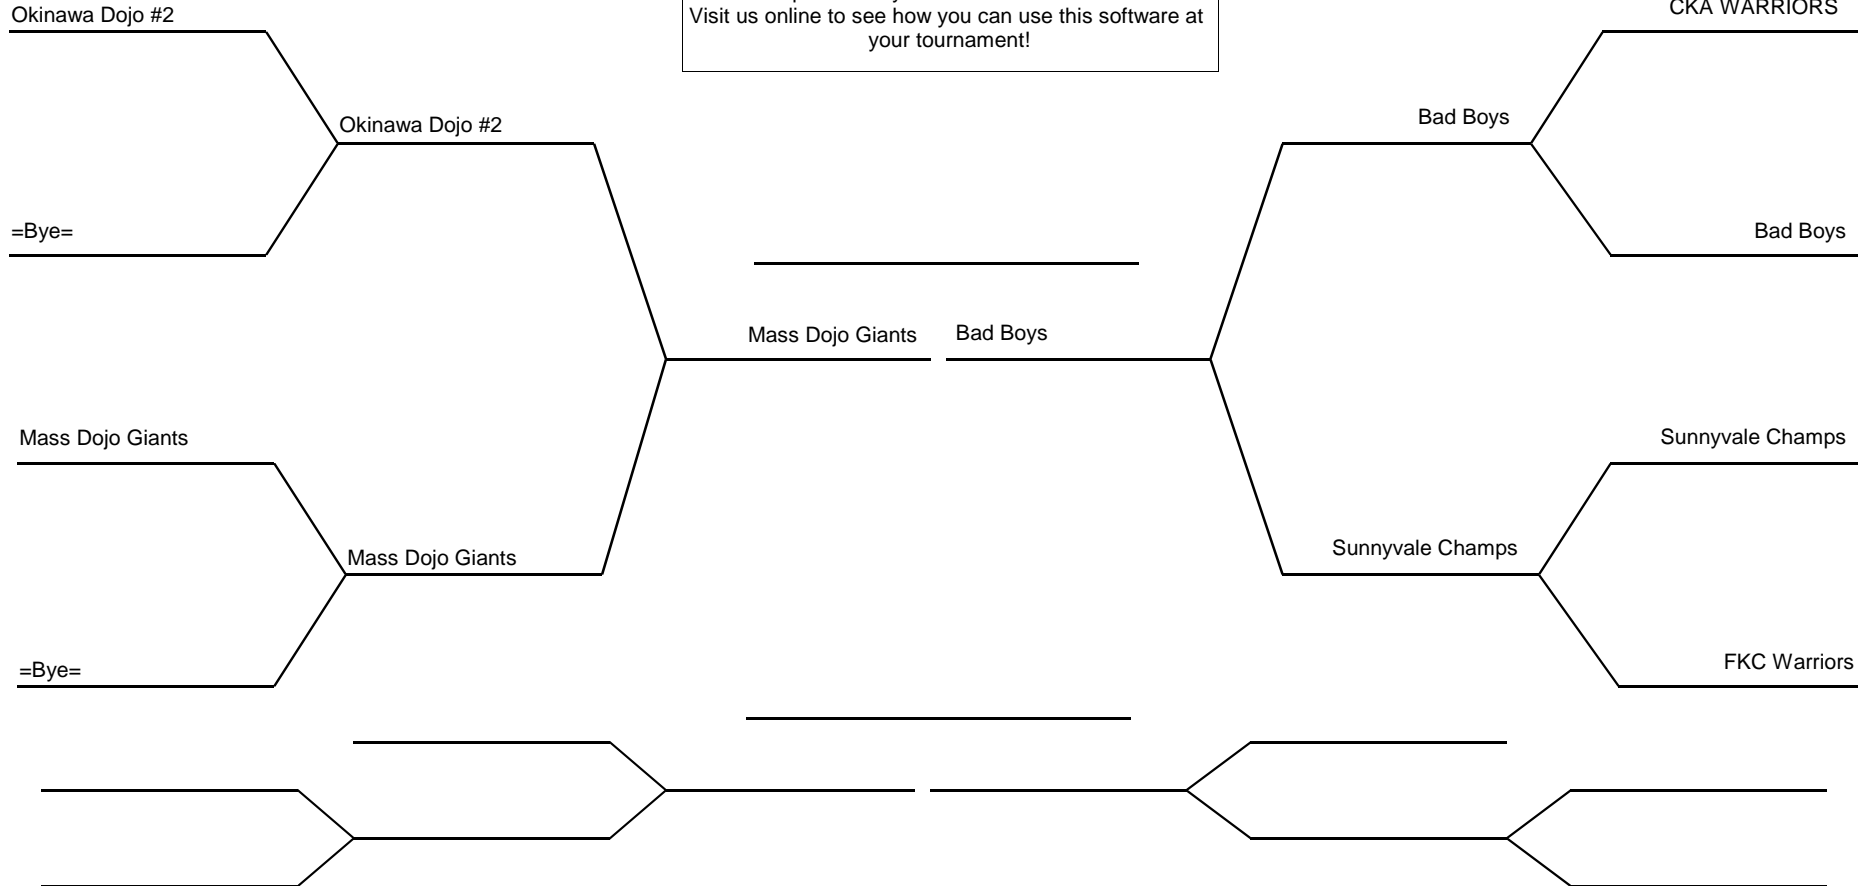 Okinawa Dojo #2
Visit us online to see how you can use this software at
your tournament!
CKA WARRIORS
Okinawa Dojo #2
Bad Boys
=Bye=
Bad Boys
Mass Dojo Giants
Bad Boys
Mass Dojo Giants
Sunnyvale Champs
Mass Dojo Giants
Sunnyvale Champs
=Bye=
FKC Warriors